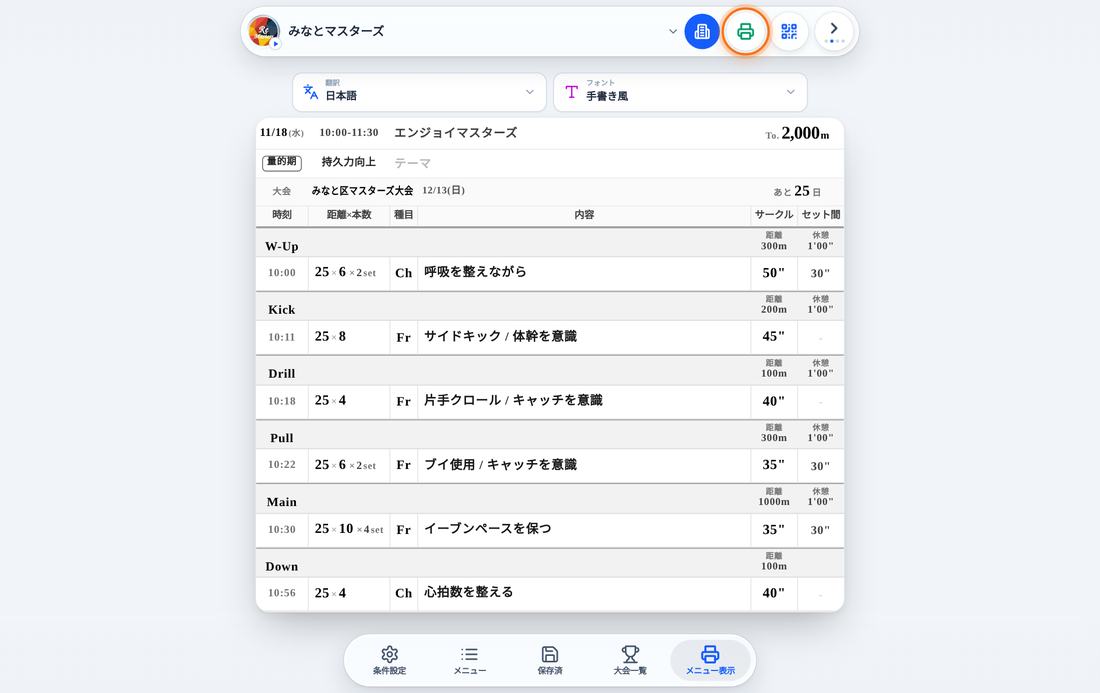 みなとマスターズ
翻訳
日本語
フォント
手書き風
11/18(水) 10:00-11:30 エンジョイマスターズ To. 2,000m
量的期 持久力向上 テーマ
大会 みなと区マスターズ大会 12/13(日) あと 25 日
時刻 距離×本数 種目 内容 サークル セット間
W-Up 距離 300m 休憩 1'00"
10:00 25×6 ×2set Ch 呼吸を整えながら 50" 30"
Kick 距離 200m 休憩 1'00"
10:11 25×8 Fr サイドキック / 体幹を意識 45" -
Drill 距離 100m 休憩 1'00"
10:18 25×4 Fr 片手クロール / キャッチを意識 40" -
Pull 距離 300m 休憩 1'00"
10:22 25×6 ×2set Fr ブイ使用 / キャッチを意識 35" 30"
Main 距離 1000m 休憩 1'00"
10:30 25×10 ×4set Fr イーブンペースを保つ 35" 30"
Down 距離 100m
10:56 25×4 Ch 心拍数を整える 40" -
条件設定 メニュー 保存済 大会一覧 メニュー表示